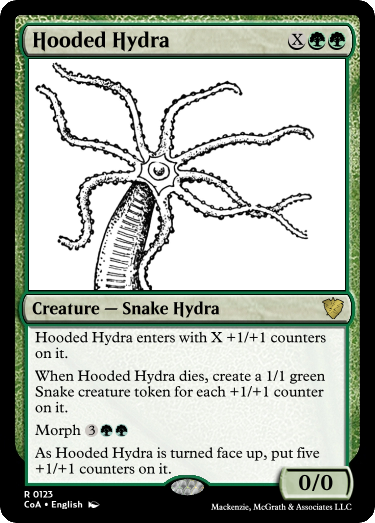 Hooded Hydra X
Creature — Snake Hydra
Hooded Hydra enters with X +1/+1 counters
on it.
When Hooded Hydra dies, create a 1/1 green
Snake creature token for each +1/+1 counter
on it.
Morph 3
As Hooded Hydra is turned face up, put five
+1/+1 counters on it.
0/0
R 0123
CoA • English
Mackenzie, McGrath & Associates LLC